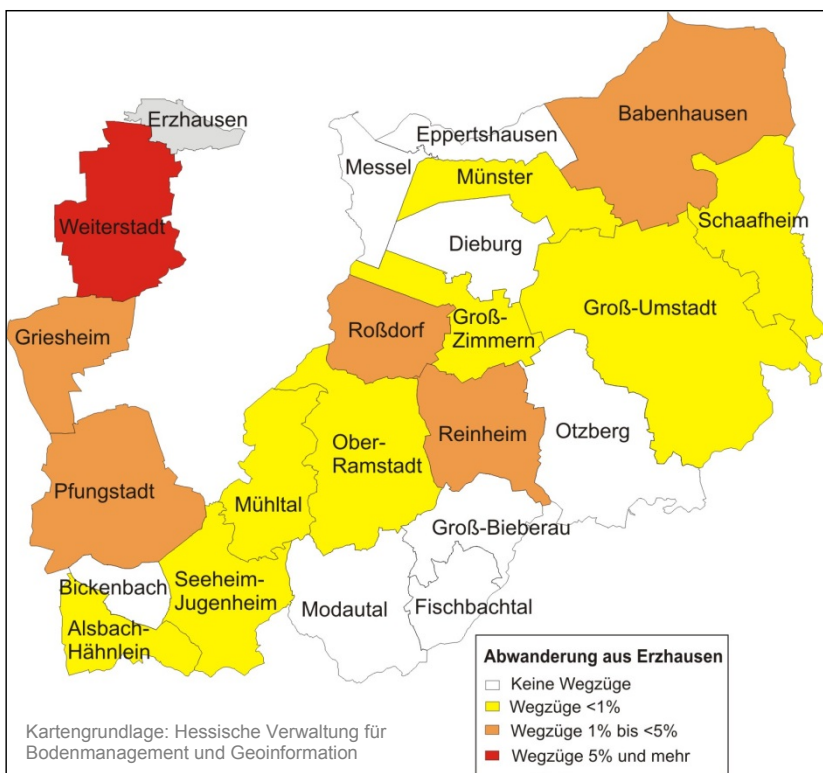 Erzhausen
Babenhausen
Eppertshausen
Messel
Münster
Schaafheim
Weiterstadt
Dieburg
Groß-Umstadt
Griesheim
Roßdorf
Groß-
Zimmern
Reinheim
Otzberg
Ober-
Ramstadt
Pfungstadt
Mühltal
Groß-Bieberau
Bickenbach
Seeheim-
Jugenheim
Modautal
Fischbachtal
Alsbach-
Hähnlein
Abwanderung aus Erzhausen
Keine Wegzüge
Wegzüge <1%
Wegzüge 1% bis <5%
Wegzüge 5% und mehr
Kartengrundlage: Hessische Verwaltung für
Bodenmanagement und Geoinformation